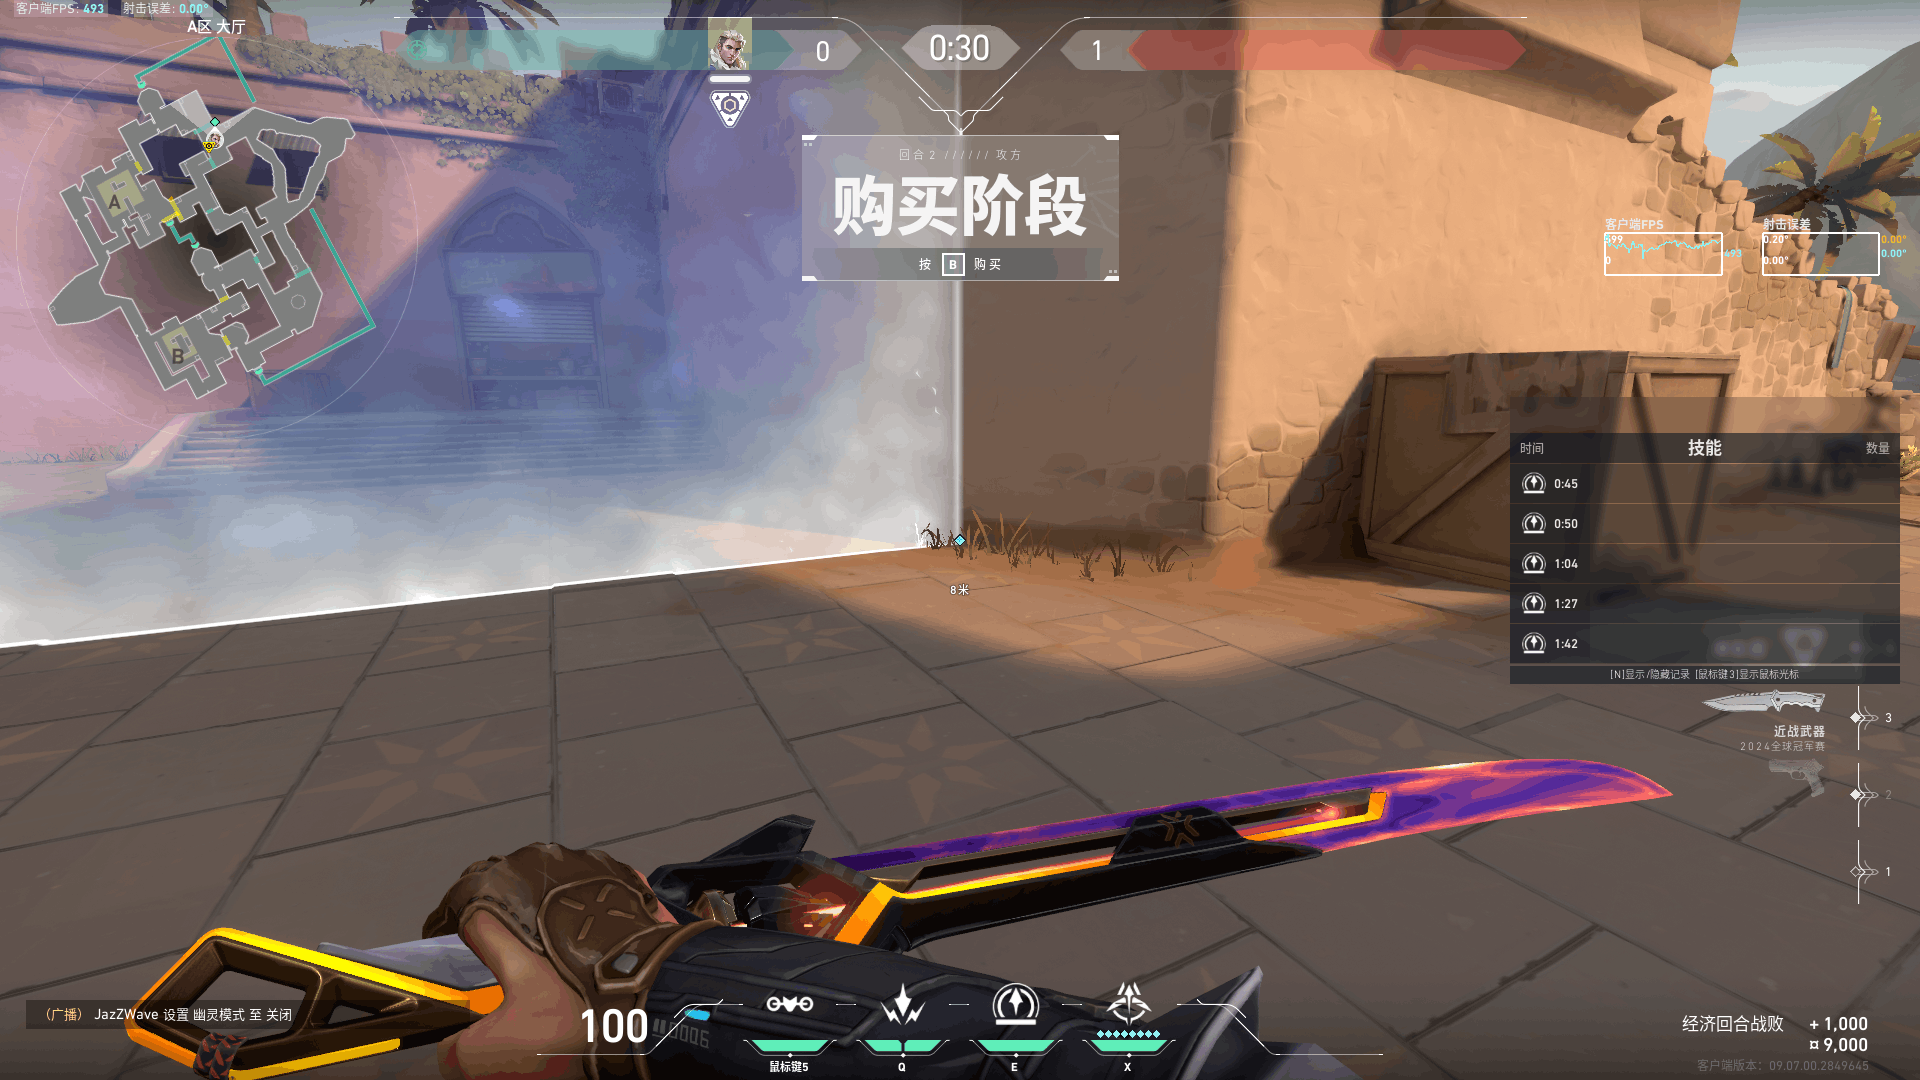 客户端FPS: 493 射击误差: 0.00°
A区 大厅
0
0:30
1
回合 2 ////// 攻方
购买阶段
按 B 购买
A
B
客户端FPS
499
0
493
射击误差
0.20°
0.00°
0.00°
0.00°
时间 技能 数量
0:45
0:50
1:04
1:27
1:42
[N]显示/隐藏记录 [鼠标键3]显示鼠标光标
8米
近战武器
2024全球冠军赛
3
2
1
(广播) JazZWave 设置 幽灵模式 至 关闭
100
鼠标键5
Q
E
X
经济回合战败 + 1,000
¤ 9,000
客户端版本: 09.07.00.2849645